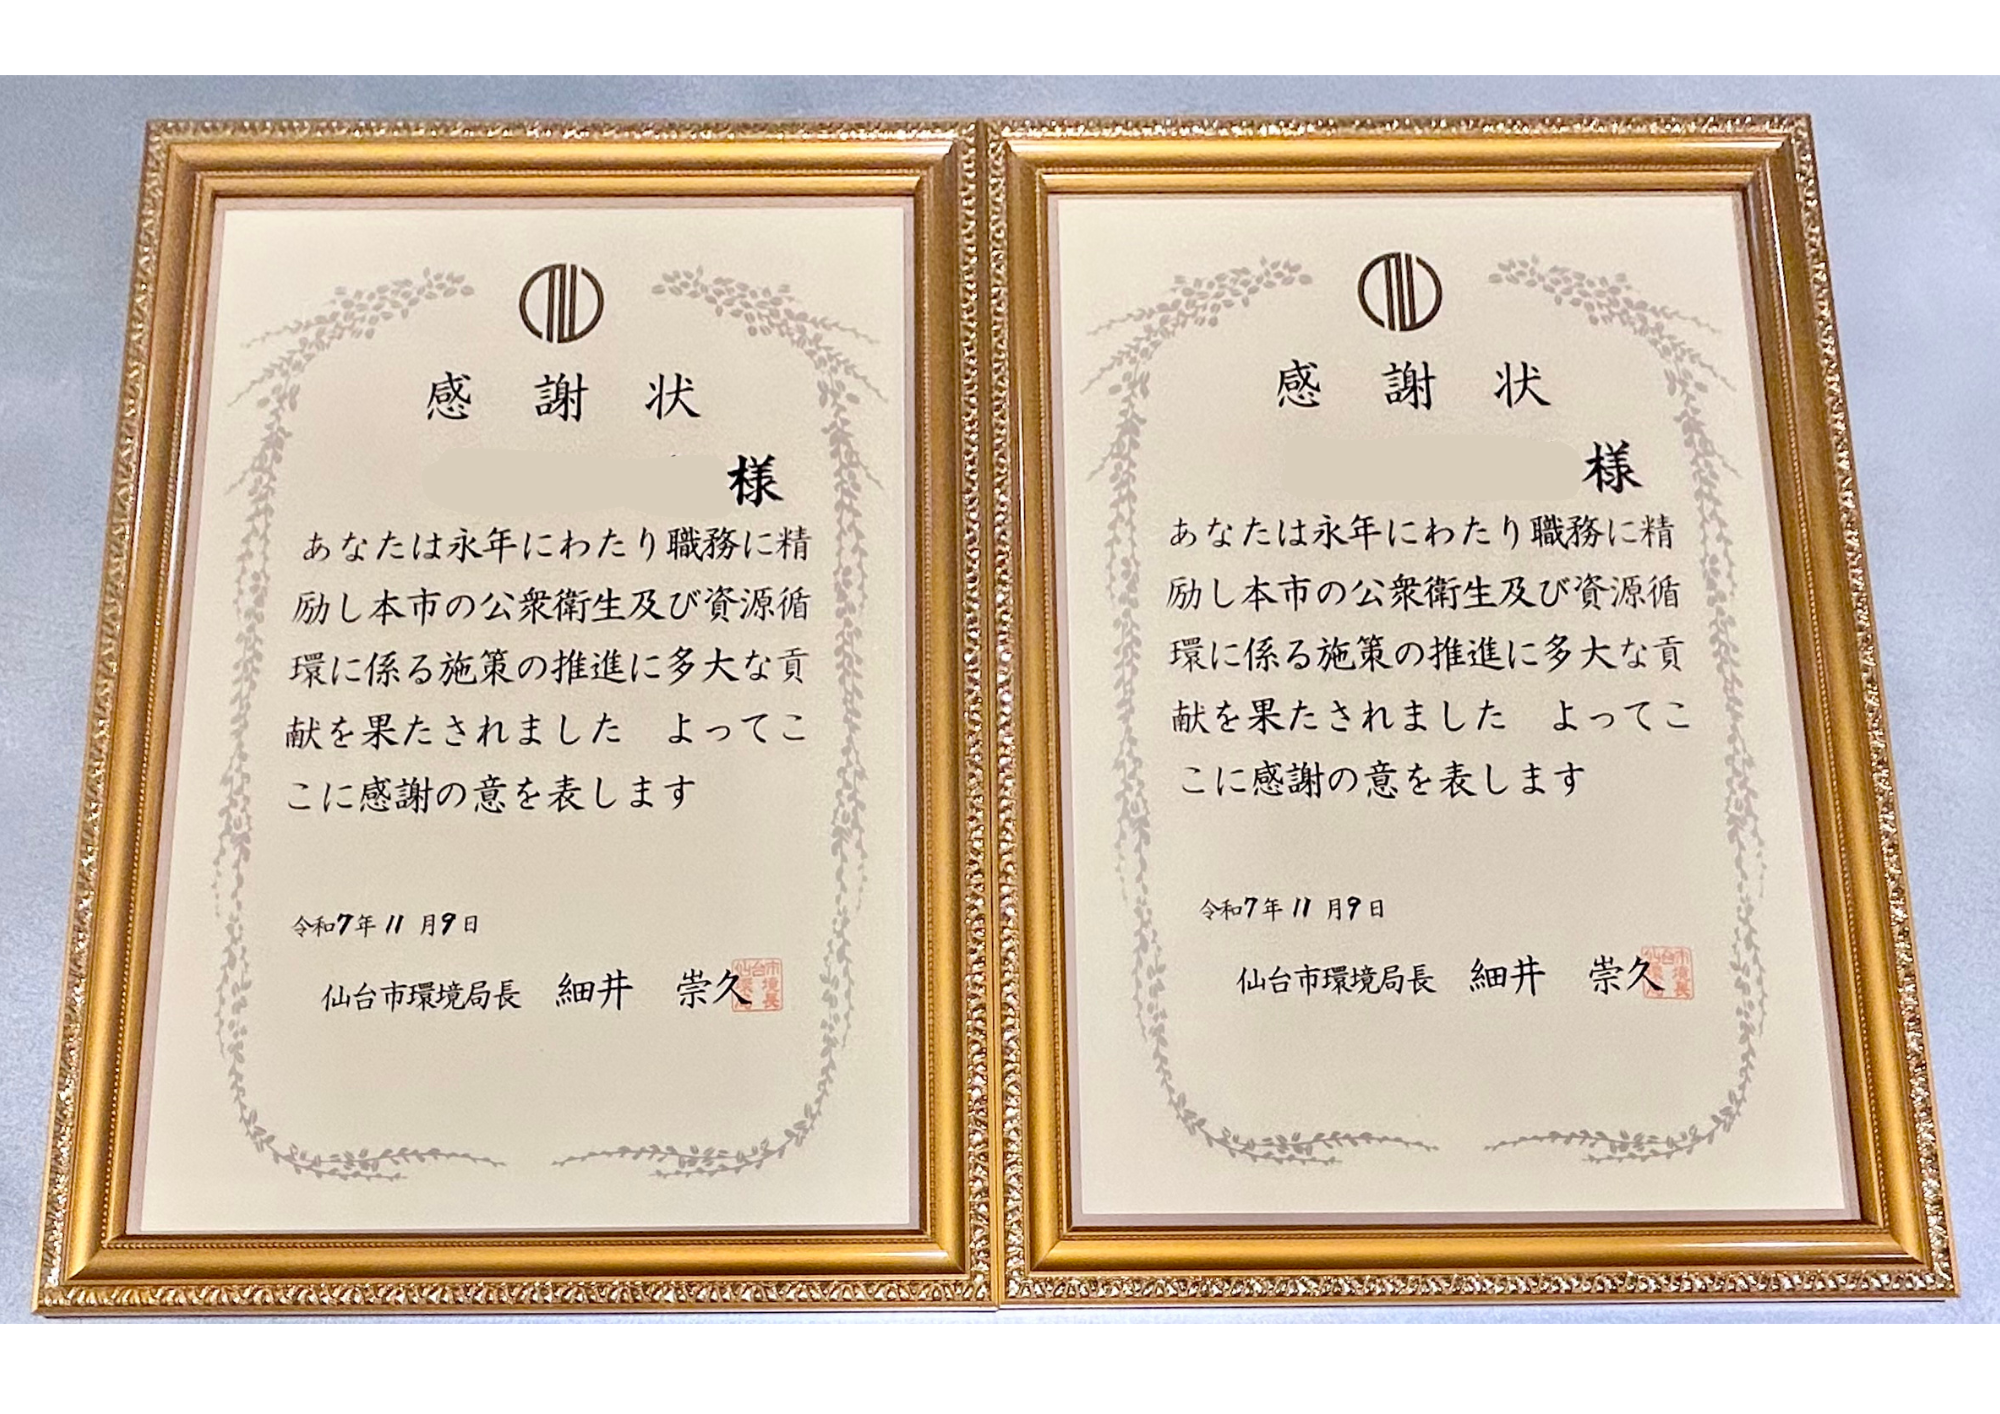 感謝状
様
あなたは永年にわたり職務に精
励し本市の公衆衛生及び資源循
環に係る施策の推進に多大な貢
献を果たされました　よってこ
こに感謝の意を表します
令和7年11月9日
仙台市環境局長　細井　崇久
感謝状
様
あなたは永年にわたり職務に精
励し本市の公衆衛生及び資源循
環に係る施策の推進に多大な貢
献を果たされました　よってこ
こに感謝の意を表します
令和7年11月9日
仙台市環境局長　細井　崇久